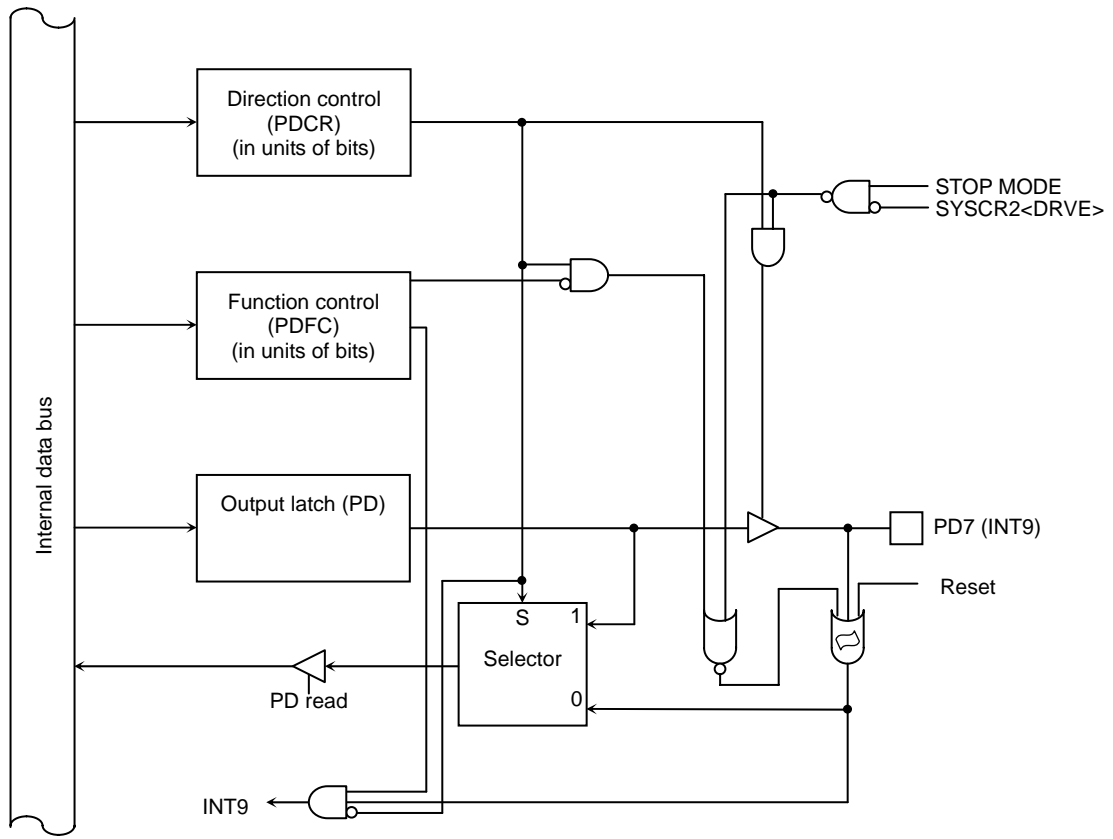 Direction control
(PDCR)
(in units of bits)
STOP MODE
SYSCR2<DRVE>
Function control
(PDFC)
(in units of bits)
Internal data bus
Output latch (PD)
PD7 (INT9)
Reset
S
1
Selector
0
PD read
INT9